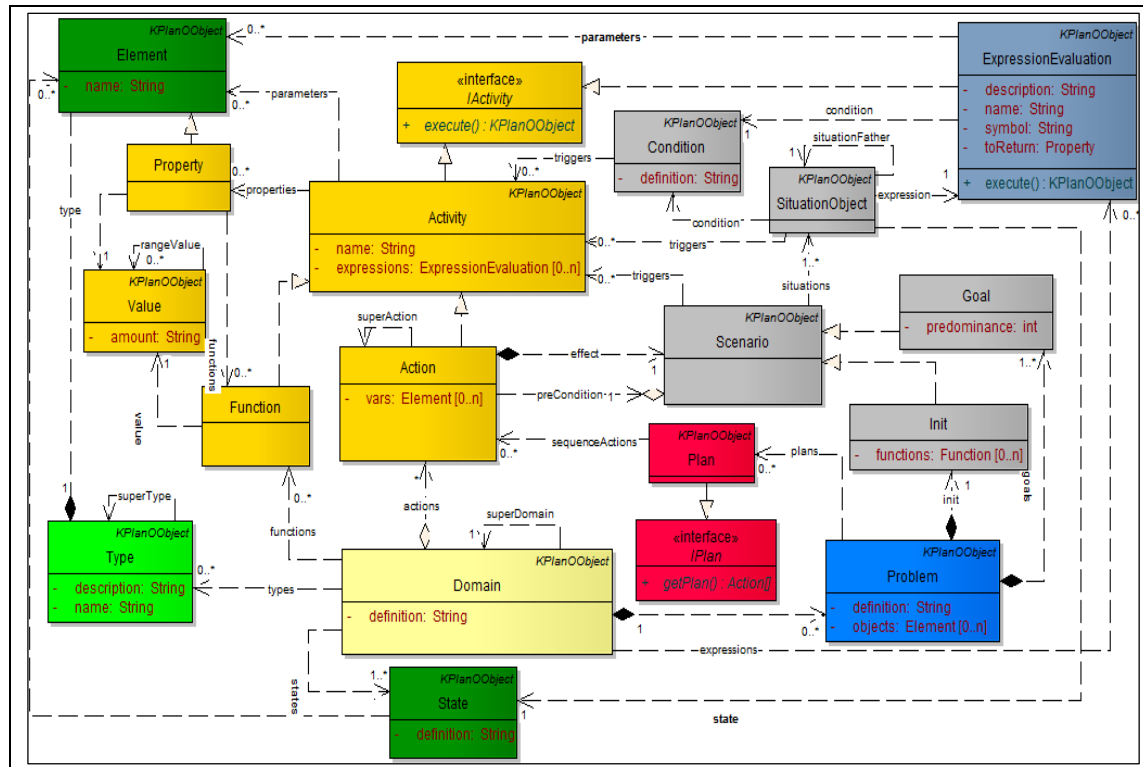 KPlanOObject
Element
- name: String
0..*
0..*
0..*
parameters
parameters
«interface»
IActivity
+ execute() : KPlanOObject
KPlanOObject
ExpressionEvaluation
- description: String
- name: String
- symbol: String
- toReturn: Property
+ execute() : KPlanOObject
0..*
condition
1
KPlanOObject
Condition
- definition: String
triggers
0..*
situationFather
1
KPlanOObject
SituationObject
expression
1
condition
triggers
0..*
Property
0..*
properties
type
1
rangeValue
0..*
KPlanOObject
Value
- amount: String
1
value
functions
0..*
KPlanOObject
Activity
- name: String
- expressions: ExpressionEvaluation [0..n]
triggers
0..*
situations
1..*
KPlanOObject
Scenario
Goal
- predominance: int
1..*
superAction
Action
- vars: Element [0..n]
effect
1
preCondition
1
Function
0..*
Init
- functions: Function [0..n]
1
init
goals
sequenceActions
0..*
KPlanOObject
Plan
plans
0..*
«interface»
IPlan
+ getPlan() : Action[]
*
actions
functions
1
superType
KPlanOObject
Type
- description: String
- name: String
0..*
types
superDomain
1
KPlanOObject
Domain
- definition: String
1
0..*
KPlanOObject
Problem
- definition: String
- objects: Element [0..n]
expressions
states
1..*
KPlanOObject
State
- definition: String
1
state